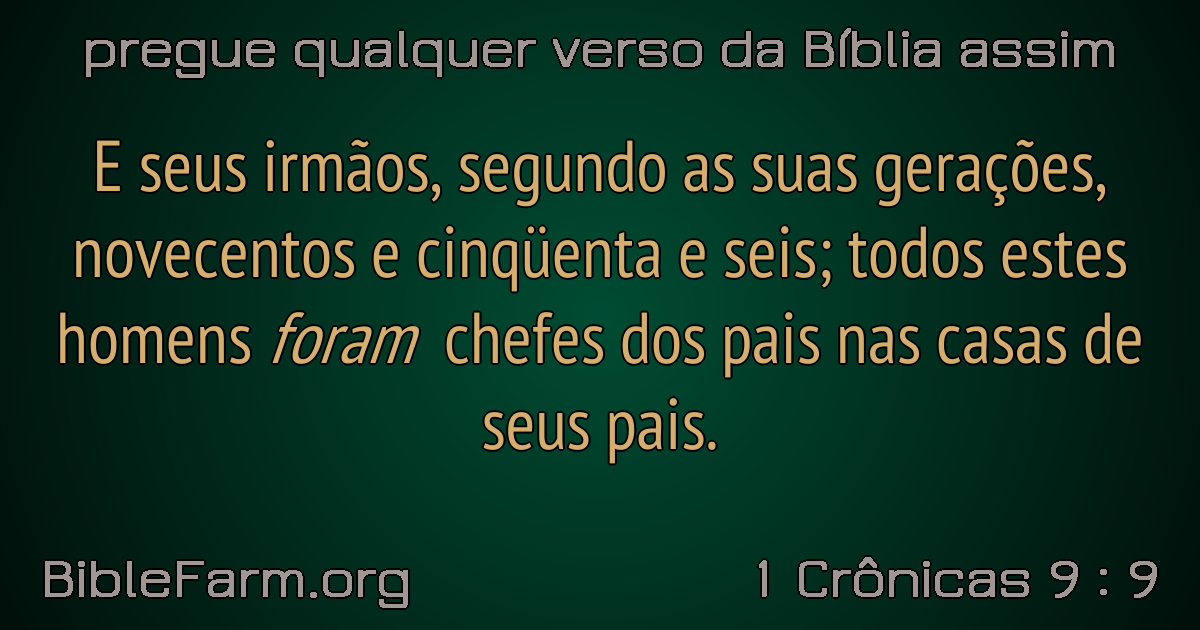 pregue qualquer verso da Bíblia assim
E seus irmãos, segundo as suas gerações,
novecentos e cinqüenta e seis; todos estes
homens foram chefes dos pais nas casas de
seus pais.
BibleFarm.org
1 Crônicas 9 : 9